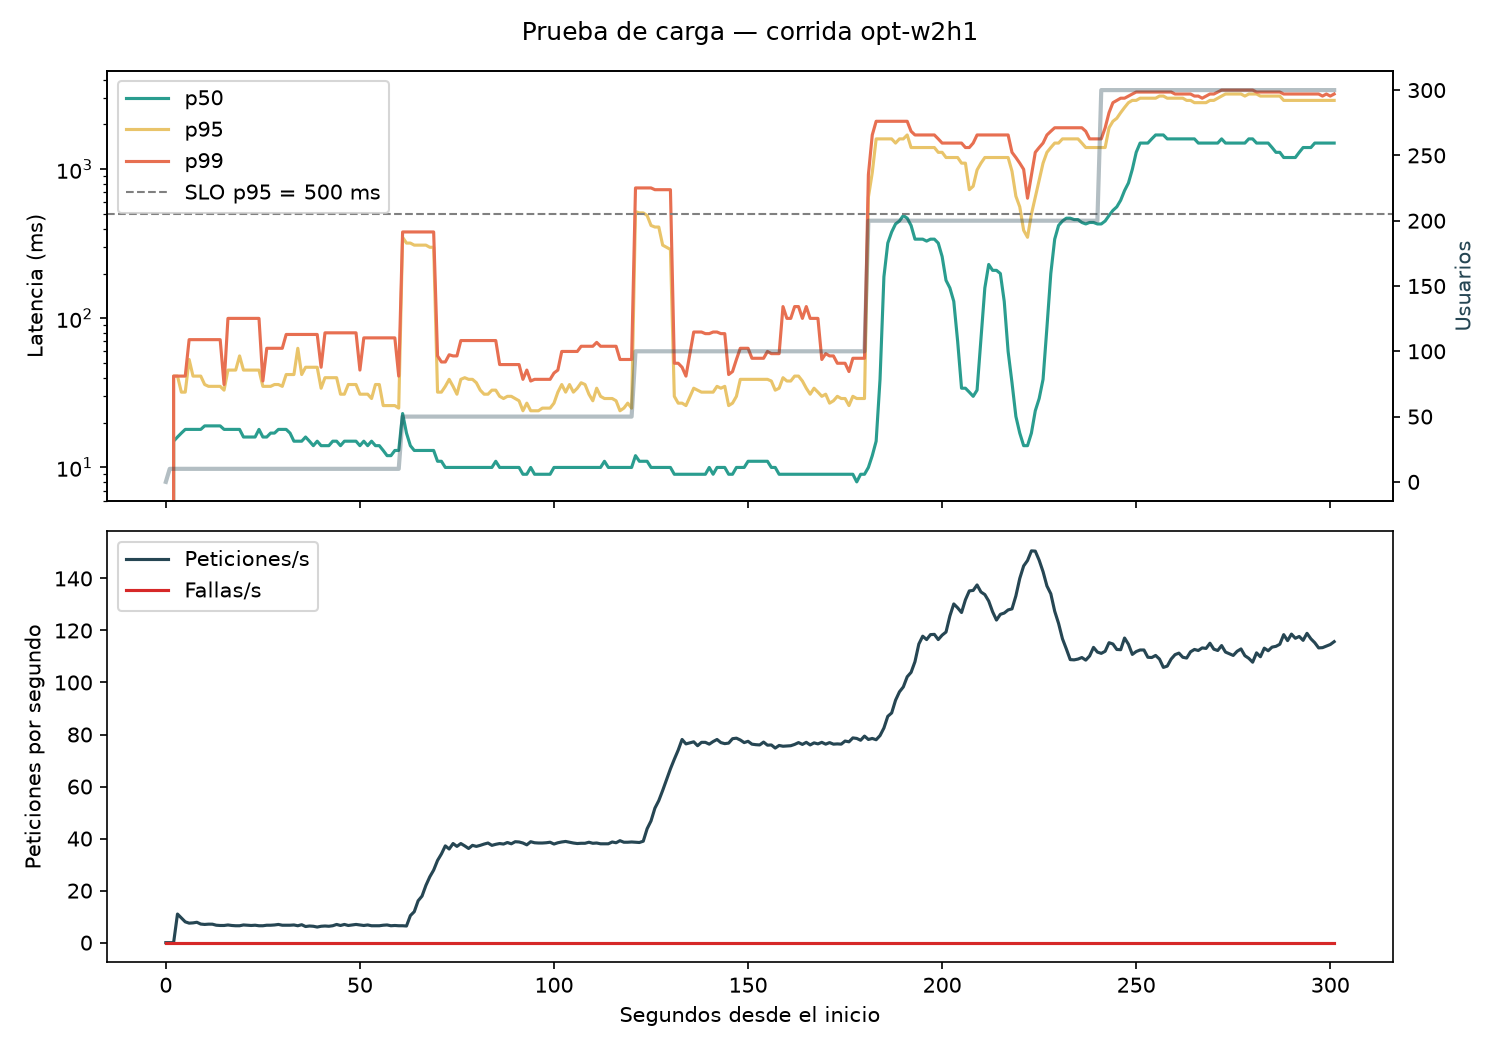 Prueba de carga — corrida opt-w2h1
p50
p95
p99
SLO p95 = 500 ms
Latencia (ms)
10³
10²
10¹
300
250
200
150
100
50
0
Usuarios
Peticiones/s
Fallas/s
Peticiones por segundo
140
120
100
80
60
40
20
0
0 50 100 150 200 250 300
Segundos desde el inicio